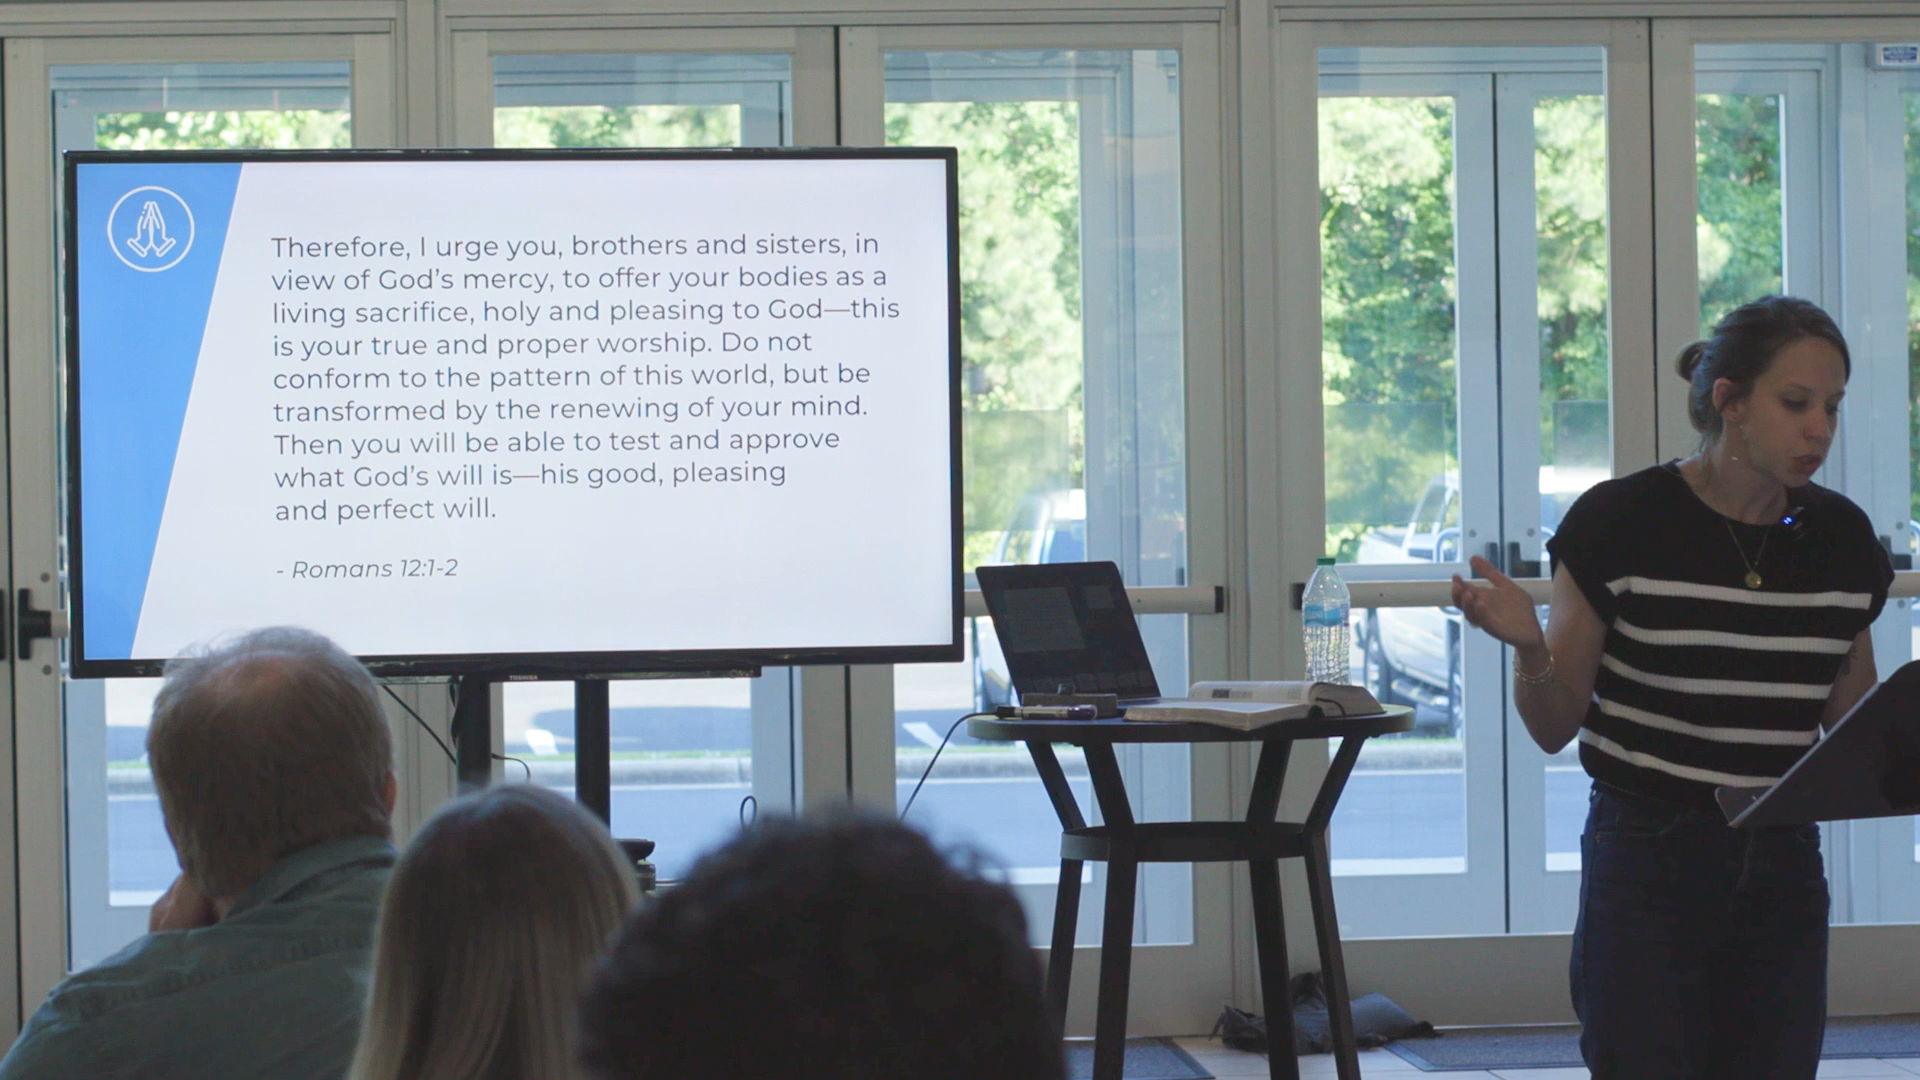 Therefore, I urge you, brothers and sisters, in
view of God's mercy, to offer your bodies as a
living sacrifice, holy and pleasing to God—this
is your true and proper worship. Do not
conform to the pattern of this world, but be
transformed by the renewing of your mind.
Then you will be able to test and approve
what God's will is—his good, pleasing
and perfect will.
- Romans 12:1-2
TOSHIBA